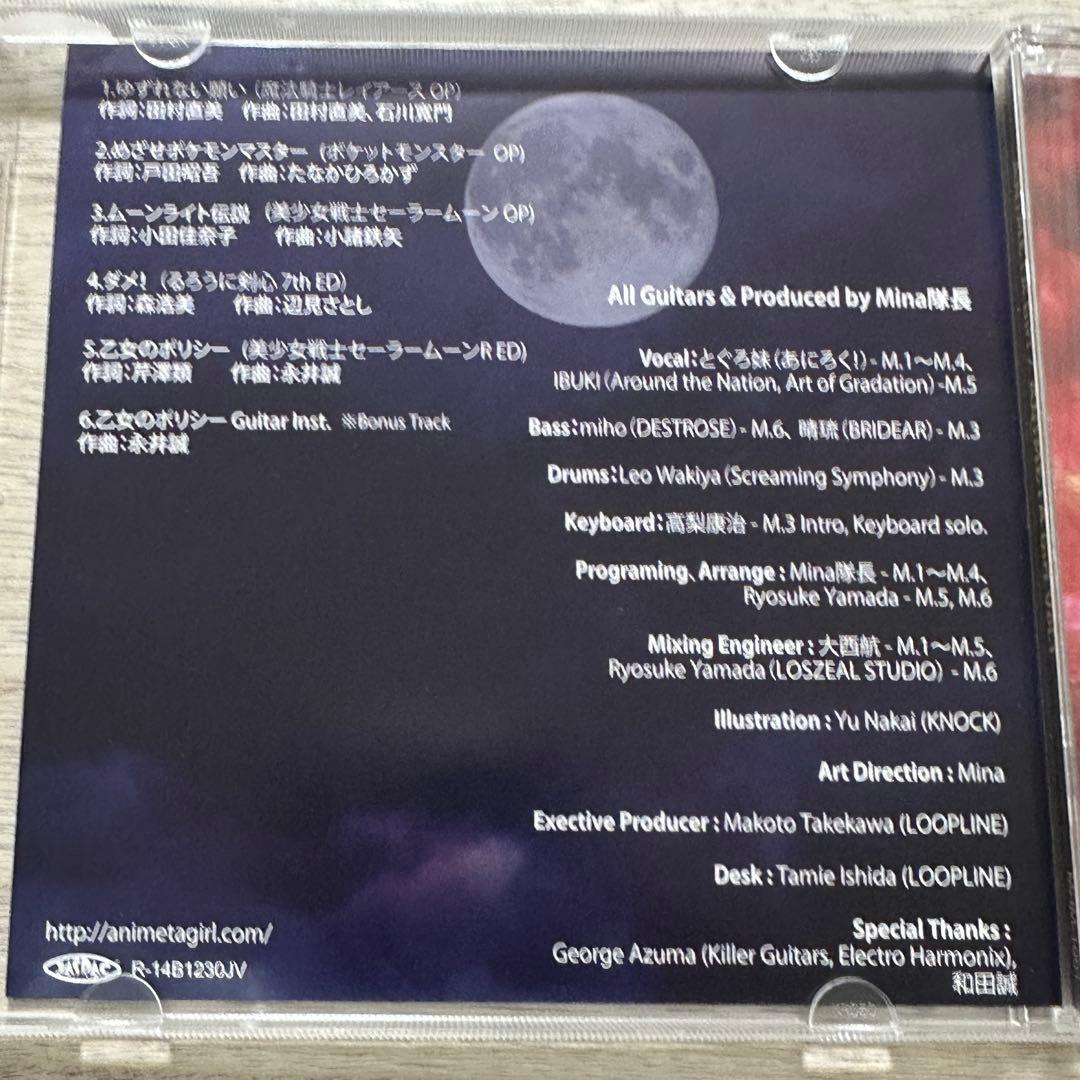 1.ゆずれない願い (魔法騎士レイアース OP)
作詞：田村直美　作曲：田村直美、石川寛門
2.めざせポケモンマスター (ポケットモンスター OP)
作詞：戸田昭吾　作曲：たなかひろかず
3.ムーンライト伝説 (美少女戦士セーラームーン OP)
作詞：小田佳奈子　作曲：小諸鉄矢
4.ダメ！ (るろうに剣心 7th ED)
作詞：森浩美　作曲：辺見さとし
5.乙女のポリシー (美少女戦士セーラームーンR ED)
作詞：芹澤類　作曲：永井誠
6.乙女のポリシー Guitar Inst. ※Bonus Track
作曲：永井誠
All Guitars & Produced by Mina隊長
Vocal：とぐろ妹 (あにろく！) - M.1〜M.4、
IBUKI (Around the Nation, Art of Gradation) -M.5
Bass：miho (DESTROSE) - M.6、 晴琉 (BRIDEAR) - M.3
Drums：Leo Wakiya (Screaming Symphony) - M.3
Keyboard：高梨康治 - M.3 Intro, Keyboard solo.
Programing、Arrange : Mina隊長 - M.1〜M.4、
Ryosuke Yamada - M.5, M.6
Mixing Engineer : 大西航 - M.1〜M.5、
Ryosuke Yamada (LOSZEAL STUDIO) - M.6
Illustration : Yu Nakai (KNOCK)
Art Direction : Mina
Exective Producer : Makoto Takekawa (LOOPLINE)
Desk : Tamie Ishida (LOOPLINE)
Special Thanks :
George Azuma (Killer Guitars, Electro Harmonix),
和田誠
http://animetagirl.com/
JASRAC R-14B1230JV